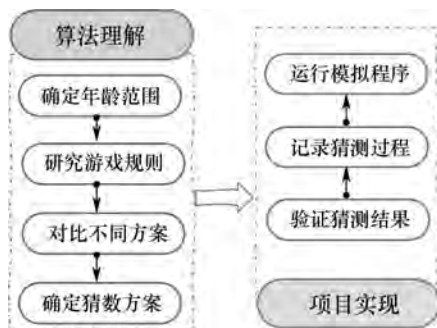 算法理解
确定年龄范围
研究游戏规则
对比不同方案
确定猜数方案
运行模拟程序
记录猜测过程
验证猜测结果
项目实现